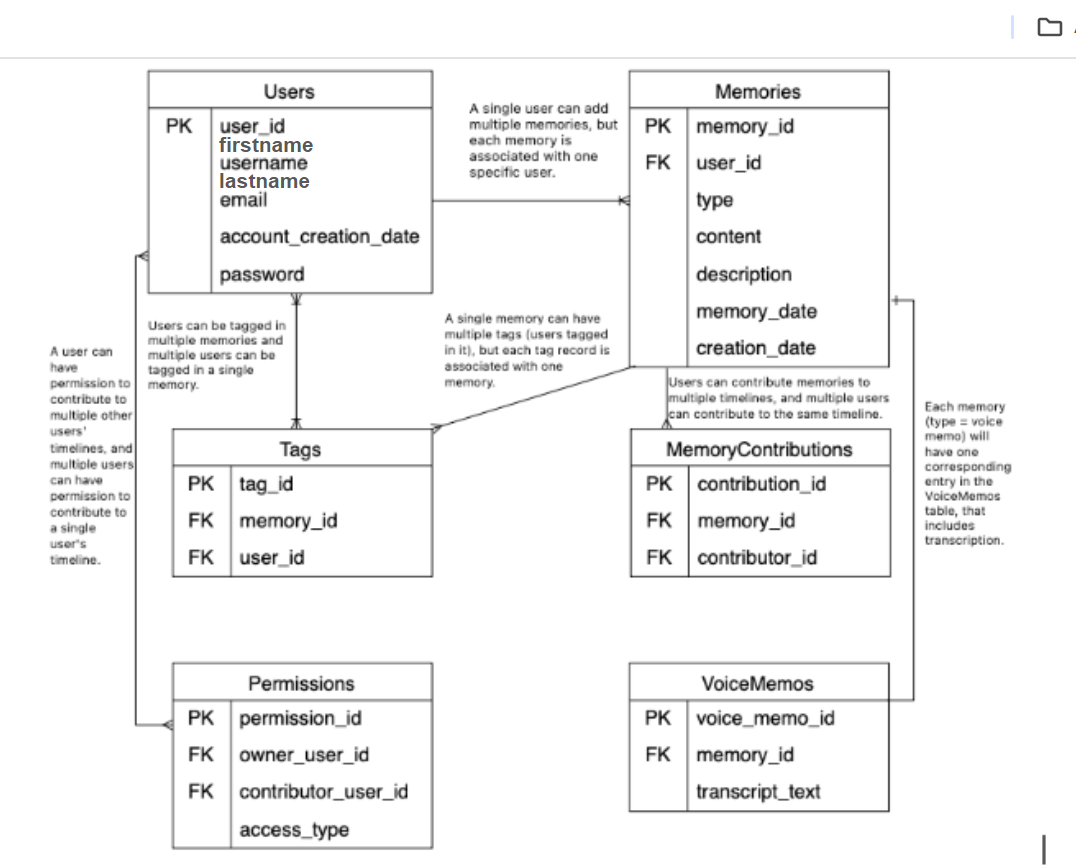 Users
PK user_id
firstname
username
lastname
email
account_creation_date
password
A single user can add
multiple memories, but
each memory is
associated with one
specific user.
Memories
PK memory_id
FK user_id
type
content
description
memory_date
creation_date
A user can
have
permission to
contribute to
multiple other
users'
timelines, and
multiple users
can have
permission to
contribute to
a single
user's
timeline.
Users can be tagged in
multiple memories and
multiple users can be
tagged in a single
memory.
A single memory can have
multiple tags (users tagged
in it), but each tag record is
associated with one
memory.
Users can contribute memories to
multiple timelines, and multiple users
can contribute to the same timeline.
Each memory
(type = voice
memo) will
have one
corresponding
entry in the
VoiceMemos
table, that
includes
transcription.
Tags
PK tag_id
FK memory_id
FK user_id
MemoryContributions
PK contribution_id
FK memory_id
FK contributor_id
Permissions
PK permission_id
FK owner_user_id
FK contributor_user_id
access_type
VoiceMemos
PK voice_memo_id
FK memory_id
transcript_text